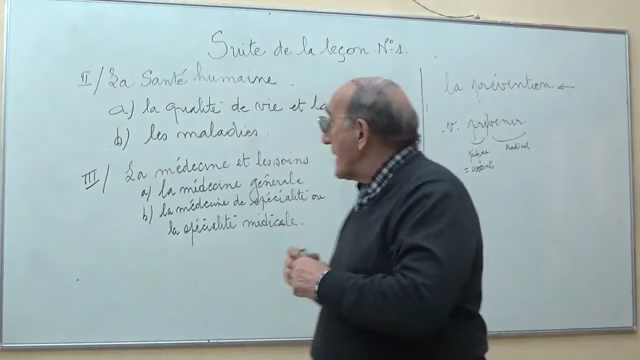 Suite de la leçon N°1.
II/ La Santé humaine.
a) la qualité de vie et la
b) les maladies.
III/ La médecine et les soins
a) la médecine générale
b) la médecine de spécialité ou
la spécialité médicale.
la prévention ←
.v. prévenir
préfixe radical
= avant